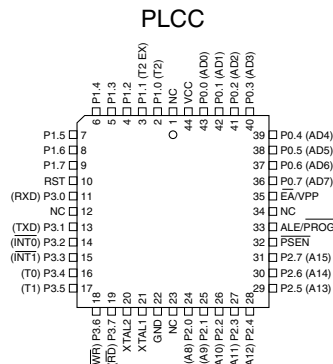 PLCC
P1.4
P1.3
P1.2
P1.1 (T2 EX)
P1.0 (T2)
NC
VCC
P0.0 (AD0)
P0.1 (AD1)
P0.2 (AD2)
P0.3 (AD3)
6
5
4
3
2
1
44
43
42
41
40
P1.5 7
P1.6 8
P1.7 9
RST 10
(RXD) P3.0 11
NC 12
(TXD) P3.1 13
(INT0) P3.2 14
(INT1) P3.3 15
(T0) P3.4 16
(T1) P3.5 17
39 P0.4 (AD4)
38 P0.5 (AD5)
37 P0.6 (AD6)
36 P0.7 (AD7)
35 EA/VPP
34 NC
33 ALE/PROG
32 PSEN
31 P2.7 (A15)
30 P2.6 (A14)
29 P2.5 (A13)
18
19
20
21
22
23
24
25
26
27
28
WR) P3.6
RD) P3.7
XTAL2
XTAL1
GND
NC
(A8) P2.0
(A9) P2.1
A10) P2.2
A11) P2.3
A12) P2.4